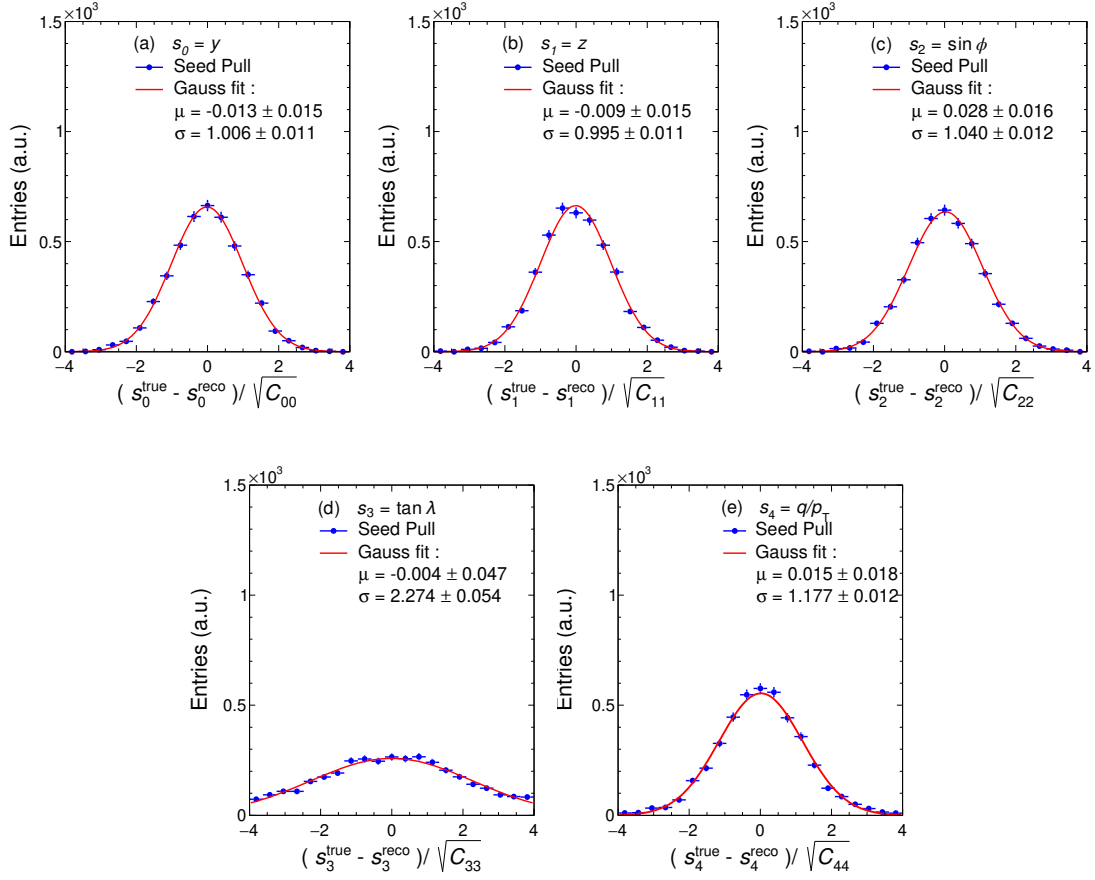 ×10³
(a) s₀ = y
Seed Pull
Gauss fit :
μ = -0.013 ± 0.015
σ = 1.006 ± 0.011
Entries (a.u.)
1.5
1
0.5
0
−4 −2 0 2 4
( s₀^true - s₀^reco )/ √C₀₀
×10³
(b) s₁ = z
Seed Pull
Gauss fit :
μ = -0.009 ± 0.015
σ = 0.995 ± 0.011
Entries (a.u.)
1.5
1
0.5
0
−4 −2 0 2 4
( s₁^true - s₁^reco )/ √C₁₁
×10³
(c) s₂ = sin ϕ
Seed Pull
Gauss fit :
μ = 0.028 ± 0.016
σ = 1.040 ± 0.012
Entries (a.u.)
1.5
1
0.5
0
−4 −2 0 2 4
( s₂^true - s₂^reco )/ √C₂₂
×10³
(d) s₃ = tan λ
Seed Pull
Gauss fit :
μ = -0.004 ± 0.047
σ = 2.274 ± 0.054
Entries (a.u.)
1.5
1
0.5
0
−4 −2 0 2 4
( s₃^true - s₃^reco )/ √C₃₃
×10³
(e) s₄ = q/p_T
Seed Pull
Gauss fit :
μ = 0.015 ± 0.018
σ = 1.177 ± 0.012
Entries (a.u.)
1.5
1
0.5
0
−4 −2 0 2 4
( s₄^true - s₄^reco )/ √C₄₄